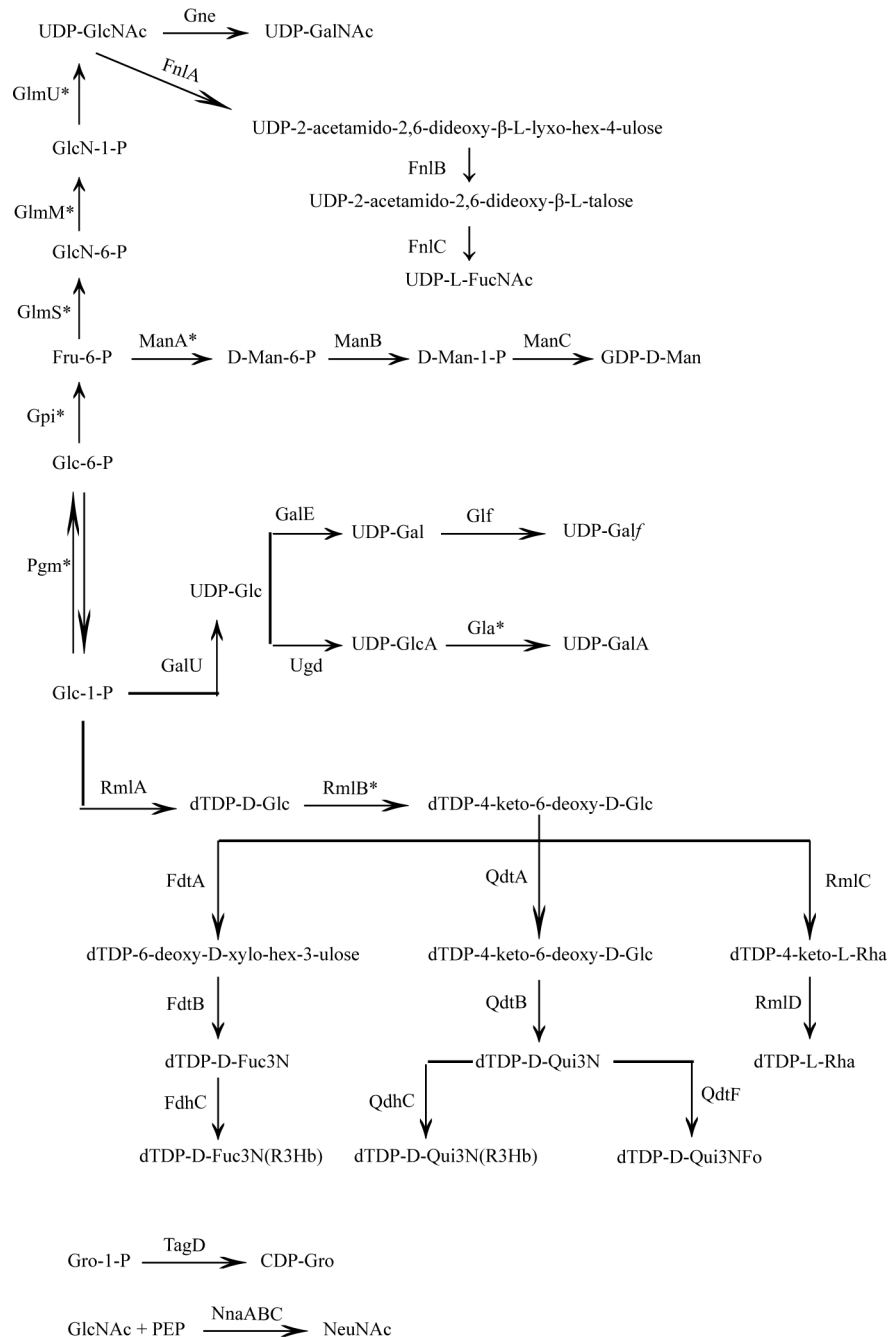 Gne
UDP-GlcNAc UDP-GalNAc
FnlA
GlmU*
UDP-2-acetamido-2,6-dideoxy-β-L-lyxo-hex-4-ulose
GlcN-1-P
FnlB
GlmM*
UDP-2-acetamido-2,6-dideoxy-β-L-talose
GlcN-6-P
FnlC
UDP-L-FucNAc
GlmS*
ManA* ManB ManC
Fru-6-P D-Man-6-P D-Man-1-P GDP-D-Man
Gpi*
Glc-6-P
GalE Glf
UDP-Gal UDP-Galf
Pgm*
UDP-Glc
Gla*
UDP-GlcA UDP-GalA
GalU Ugd
Glc-1-P
RmlA RmlB*
dTDP-D-Glc dTDP-4-keto-6-deoxy-D-Glc
FdtA QdtA RmlC
dTDP-6-deoxy-D-xylo-hex-3-ulose dTDP-4-keto-6-deoxy-D-Glc dTDP-4-keto-L-Rha
FdtB QdtB RmlD
dTDP-D-Fuc3N dTDP-D-Qui3N dTDP-L-Rha
FdhC QdhC QdtF
dTDP-D-Fuc3N(R3Hb) dTDP-D-Qui3N(R3Hb) dTDP-D-Qui3NFo
TagD
Gro-1-P CDP-Gro
NnaABC
GlcNAc + PEP NeuNAc